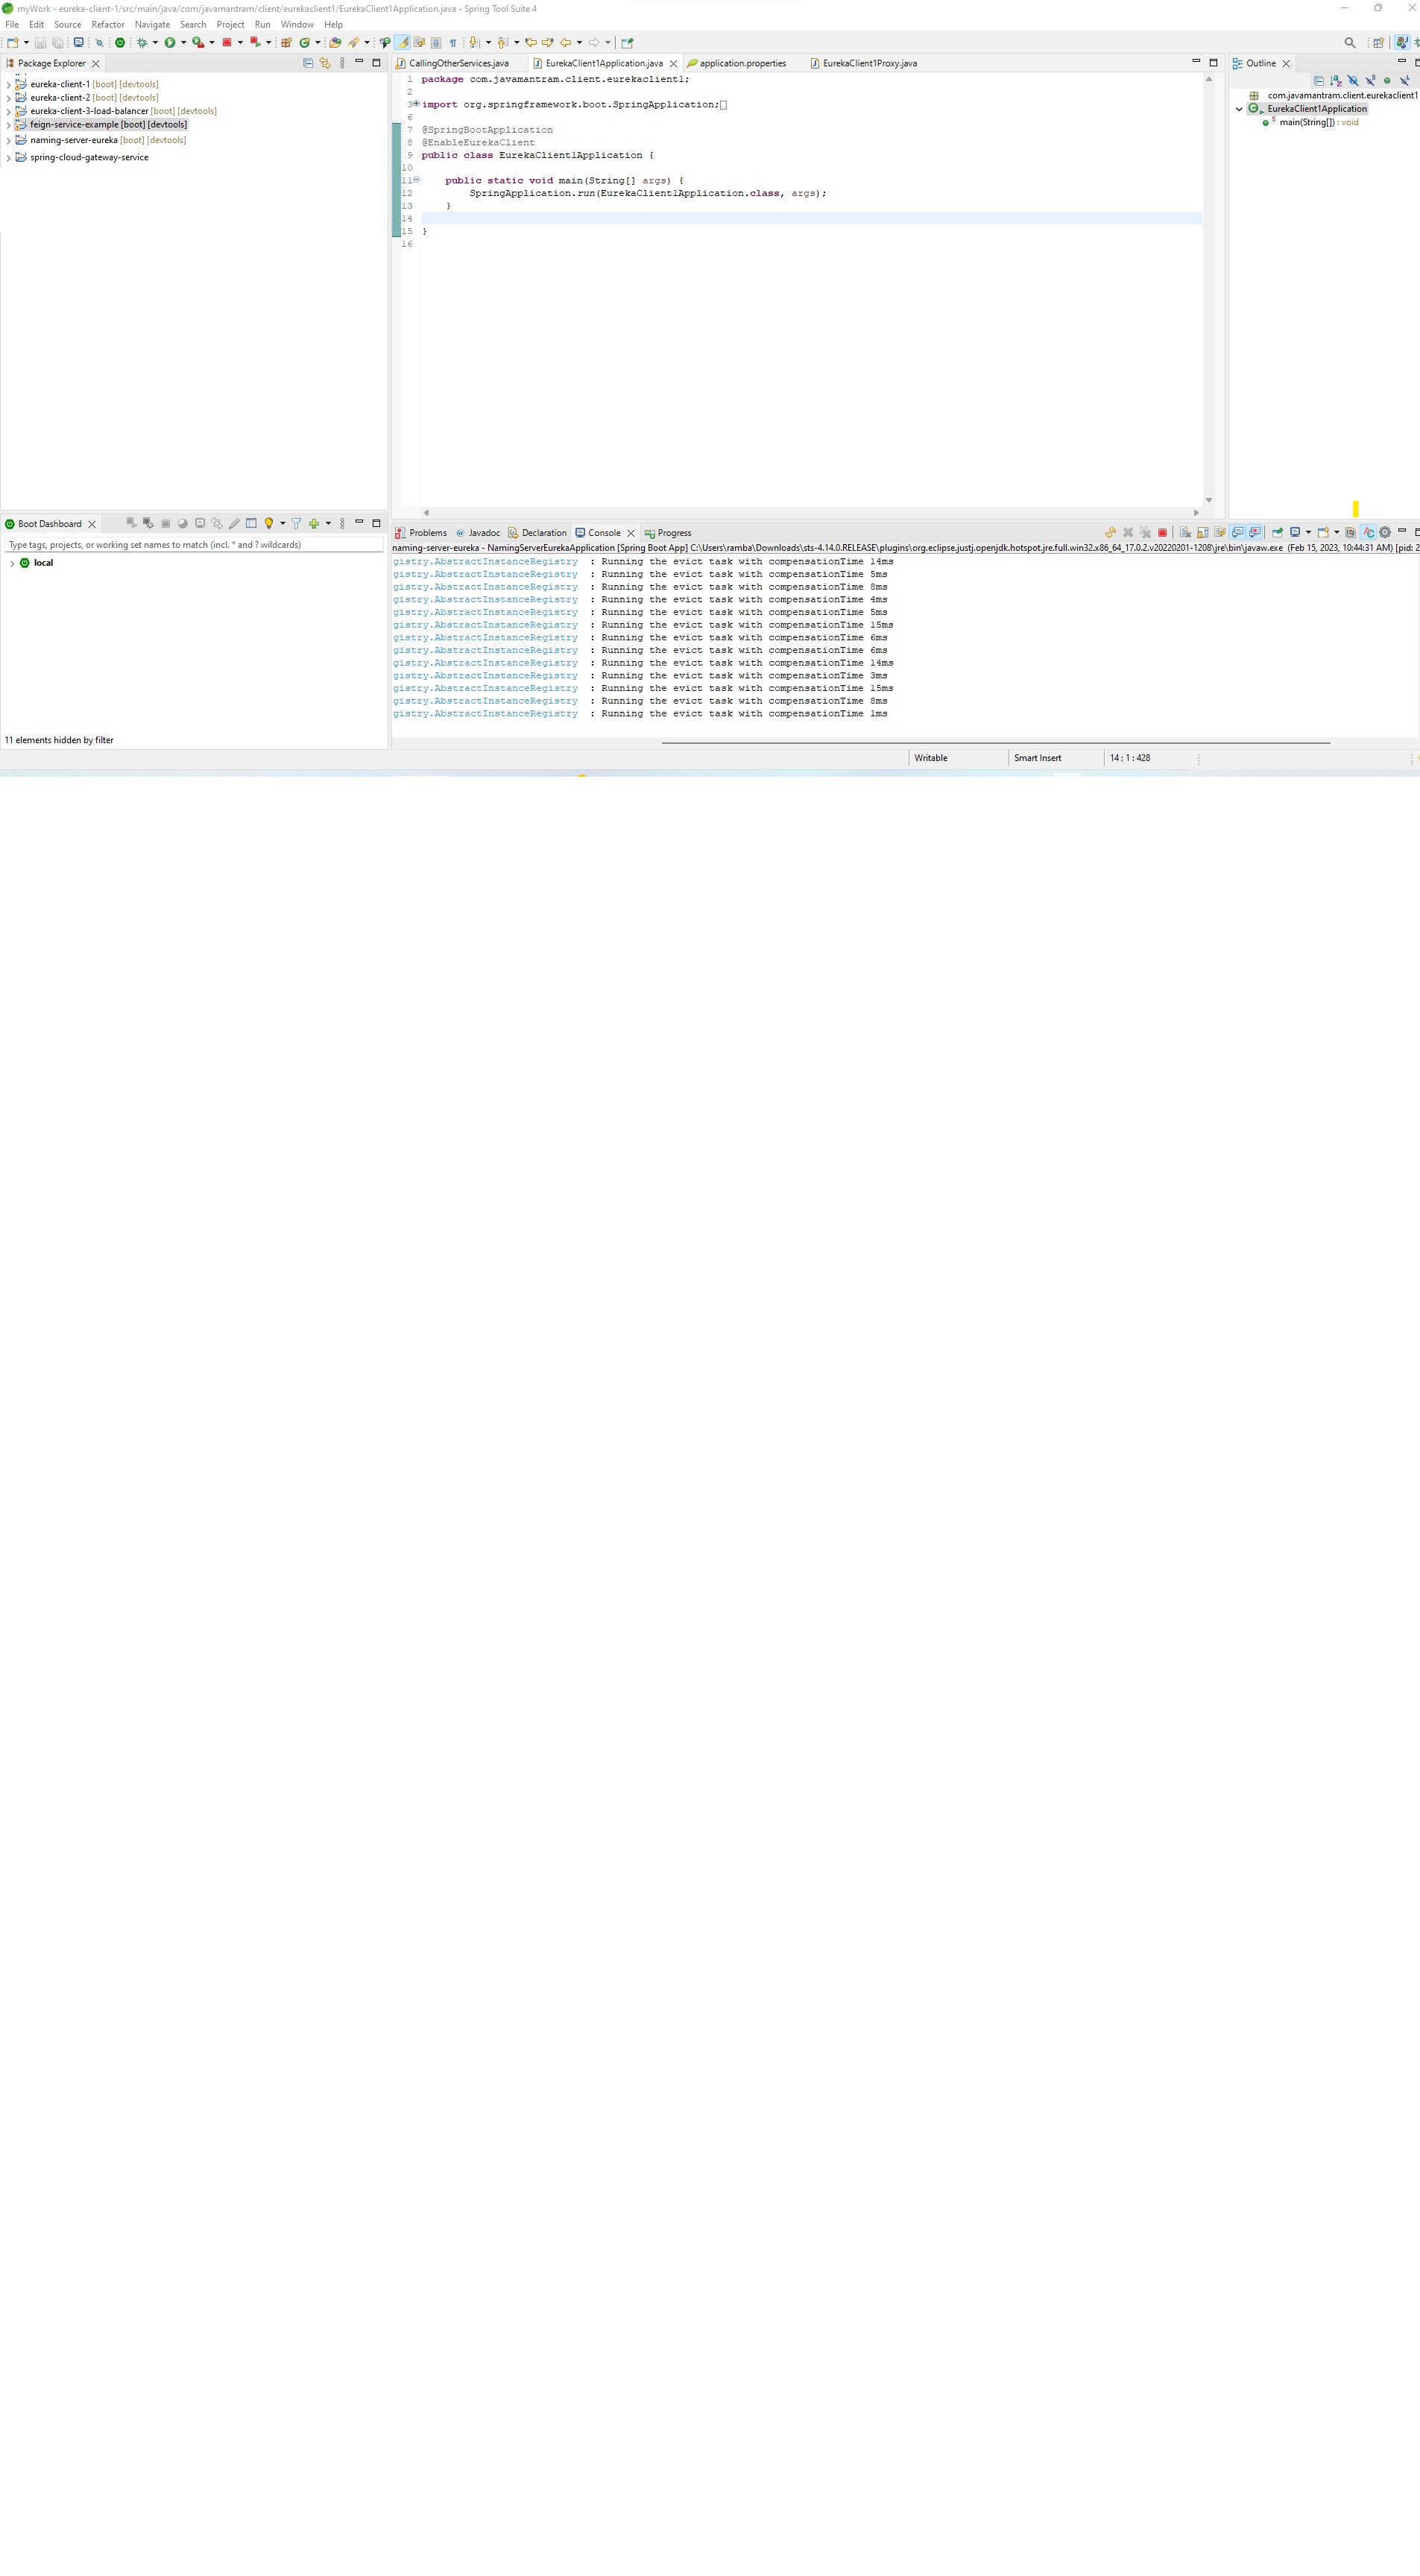 myWork - eureka-client-1/src/main/java/com/javamantram/client/eurekaclient1/EurekaClient1Application.java - Spring Tool Suite 4
File Edit Source Refactor Navigate Search Project Run Window Help
Package Explorer
eureka-client-1 [boot] [devtools]
eureka-client-2 [boot] [devtools]
eureka-client-3-load-balancer [boot] [devtools]
feign-service-example [boot] [devtools]
naming-server-eureka [boot] [devtools]
spring-cloud-gateway-service
CallingOtherServices.java EurekaClient1Application.java application.properties EurekaClient1Proxy.java
1 package com.javamantram.client.eurekaclient1;
2
3 import org.springframework.boot.SpringApplication;
6
7 @SpringBootApplication
8 @EnableEurekaClient
9 public class EurekaClient1Application {
10
11 public static void main(String[] args) {
12 SpringApplication.run(EurekaClient1Application.class, args);
13 }
14
15 }
16
Outline
com.javamantram.client.eurekaclient1
EurekaClient1Application
main(String[]) : void
Boot Dashboard
Type tags, projects, or working set names to match (incl. * and ? wildcards)
local
11 elements hidden by filter
Problems Javadoc Declaration Console Progress
naming-server-eureka - NamingServerEurekaApplication [Spring Boot App] C:\Users\ramba\Downloads\sts-4.14.0.RELEASE\plugins\org.eclipse.justj.openjdk.hotspot.jre.full.win32.x86_64_17.0.2.v20220201-1208\jre\bin\javaw.exe (Feb 15, 2023, 10:44:31 AM) [pid: 2
gistry.AbstractInstanceRegistry : Running the evict task with compensationTime 14ms
gistry.AbstractInstanceRegistry : Running the evict task with compensationTime 5ms
gistry.AbstractInstanceRegistry : Running the evict task with compensationTime 8ms
gistry.AbstractInstanceRegistry : Running the evict task with compensationTime 4ms
gistry.AbstractInstanceRegistry : Running the evict task with compensationTime 5ms
gistry.AbstractInstanceRegistry : Running the evict task with compensationTime 15ms
gistry.AbstractInstanceRegistry : Running the evict task with compensationTime 6ms
gistry.AbstractInstanceRegistry : Running the evict task with compensationTime 6ms
gistry.AbstractInstanceRegistry : Running the evict task with compensationTime 14ms
gistry.AbstractInstanceRegistry : Running the evict task with compensationTime 3ms
gistry.AbstractInstanceRegistry : Running the evict task with compensationTime 15ms
gistry.AbstractInstanceRegistry : Running the evict task with compensationTime 8ms
gistry.AbstractInstanceRegistry : Running the evict task with compensationTime 1ms
Writable Smart Insert 14 : 1 : 428